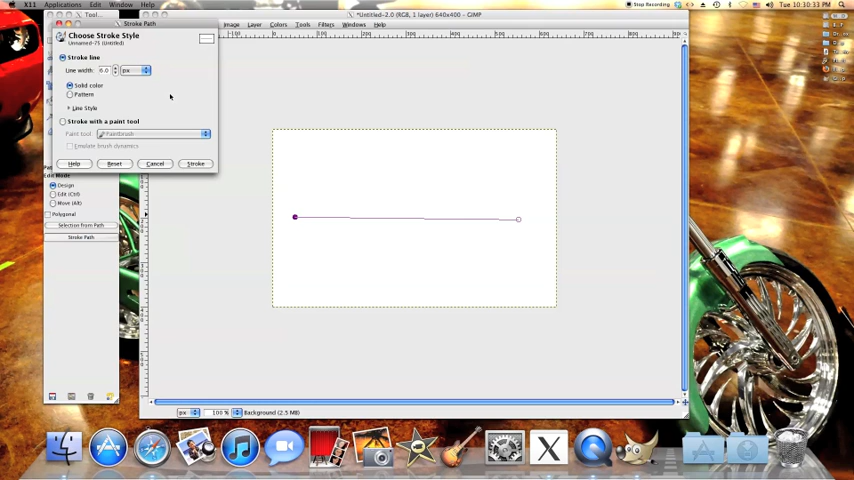 X11 Applications Edit Window
Stop Recording
Tue 10:30:33 PM
Tool...
*Untitled-2.0 (RGB, 1 layer) 640x400 – GIMP
Image Layer Colors Tools Filters Windows Help
Stroke Path
Choose Stroke Style
Unnamed-75 (Untitled)
Stroke line
Line width: 6.0 px
Solid color
Pattern
Line Style
Stroke with a paint tool
Paint tool: Paintbrush
Emulate brush dynamics
Help Reset Cancel Stroke
Edit Mode
Design
Edit (Ctrl)
Move (Alt)
Polygonal
Selection from Path
Stroke Path
px 100 % Background (2.5 MB)